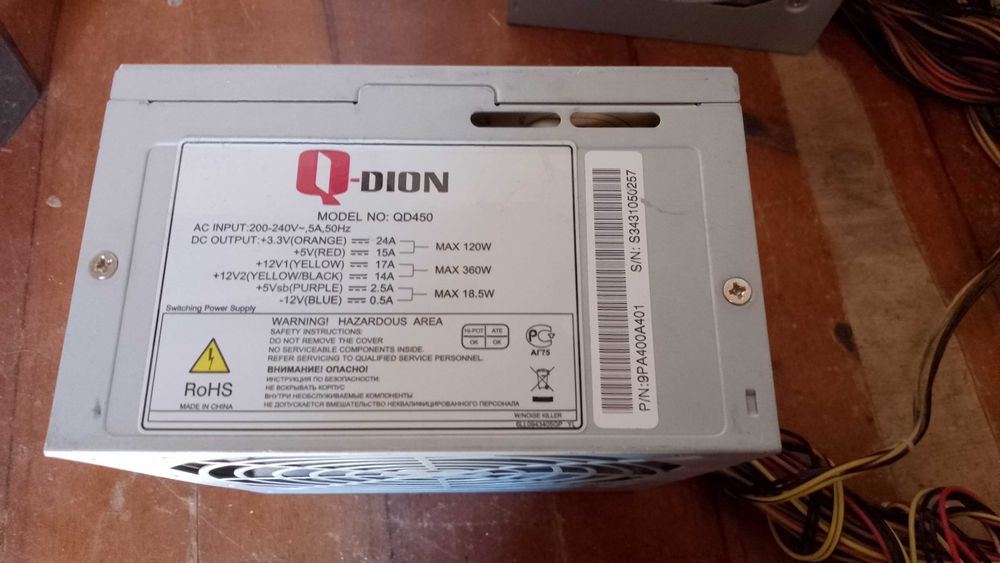 Q-DION
MODEL NO: QD450
AC INPUT:200-240V~,5A,50Hz
DC OUTPUT:+3.3V(ORANGE) 24A MAX 120W
+5V(RED) 15A
+12V1(YELLOW) 17A MAX 360W
+12V2(YELLOW/BLACK) 14A
+5Vsb(PURPLE) 2.5A MAX 18.5W
-12V(BLUE) 0.5A
Switching Power Supply
WARNING! HAZARDOUS AREA
SAFETY INSTRUCTIONS:
DO NOT REMOVE THE COVER
NO SERVICEABLE COMPONENTS INSIDE.
REFER SERVICING TO QUALIFIED SERVICE PERSONNEL.
ВНИМАНИЕ! ОПАСНО!
ИНСТРУКЦИЯ ПО БЕЗОПАСНОСТИ:
НЕ ВСКРЫВАТЬ КОРПУС
ВНУТРИ НЕОБСЛУЖИВАЕМЫЕ КОМПОНЕНТЫ
НЕ ДОПУСКАЕТСЯ ВМЕШАТЕЛЬСТВО НЕКВАЛИФИЦИРОВАННОГО ПЕРСОНАЛА
HI-POT ATE
OK OK
АГ75
RoHS
MADE IN CHINA
W/NOISE KILLER
6LL0943405QP YL
P/N:9PA400A401 S/N: S3431050257